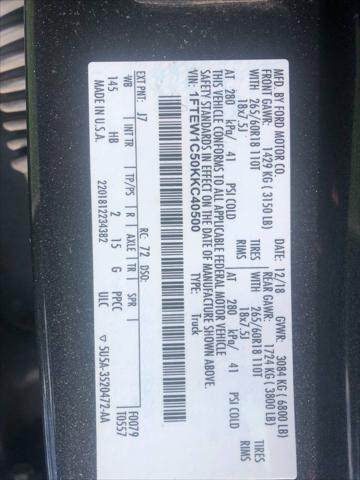 MFD. BY FORD MOTOR CO.
DATE: 12/18 GVWR: 3084 KG (6800 LB)
FRONT GAWR: 1429 KG (3150 LB) REAR GAWR: 1724 KG (3800 LB)
WITH 265/60R18 110T TIRES WITH 265/60R18 110T TIRES
18x7.5J RIMS 18x7.5J RIMS
AT 280 kPa/ 41 PSI COLD AT 280 kPa/ 41 PSI COLD
THIS VEHICLE CONFORMS TO ALL APPLICABLE FEDERAL MOTOR VEHICLE
SAFETY STANDARDS IN EFFECT ON THE DATE OF MANUFACTURE SHOWN ABOVE.
VIN: 1FTEW1C50KKC40500 TYPE: Truck
EXT PNT: J7 RC: 72 DSO: F0079
WB INT TR TP/PS R AXLE TR SPR T0557
145 HB 2 15 G PPCC
MADE IN U.S.A. 2201812234382 ULC 5U5A-3520472-AA